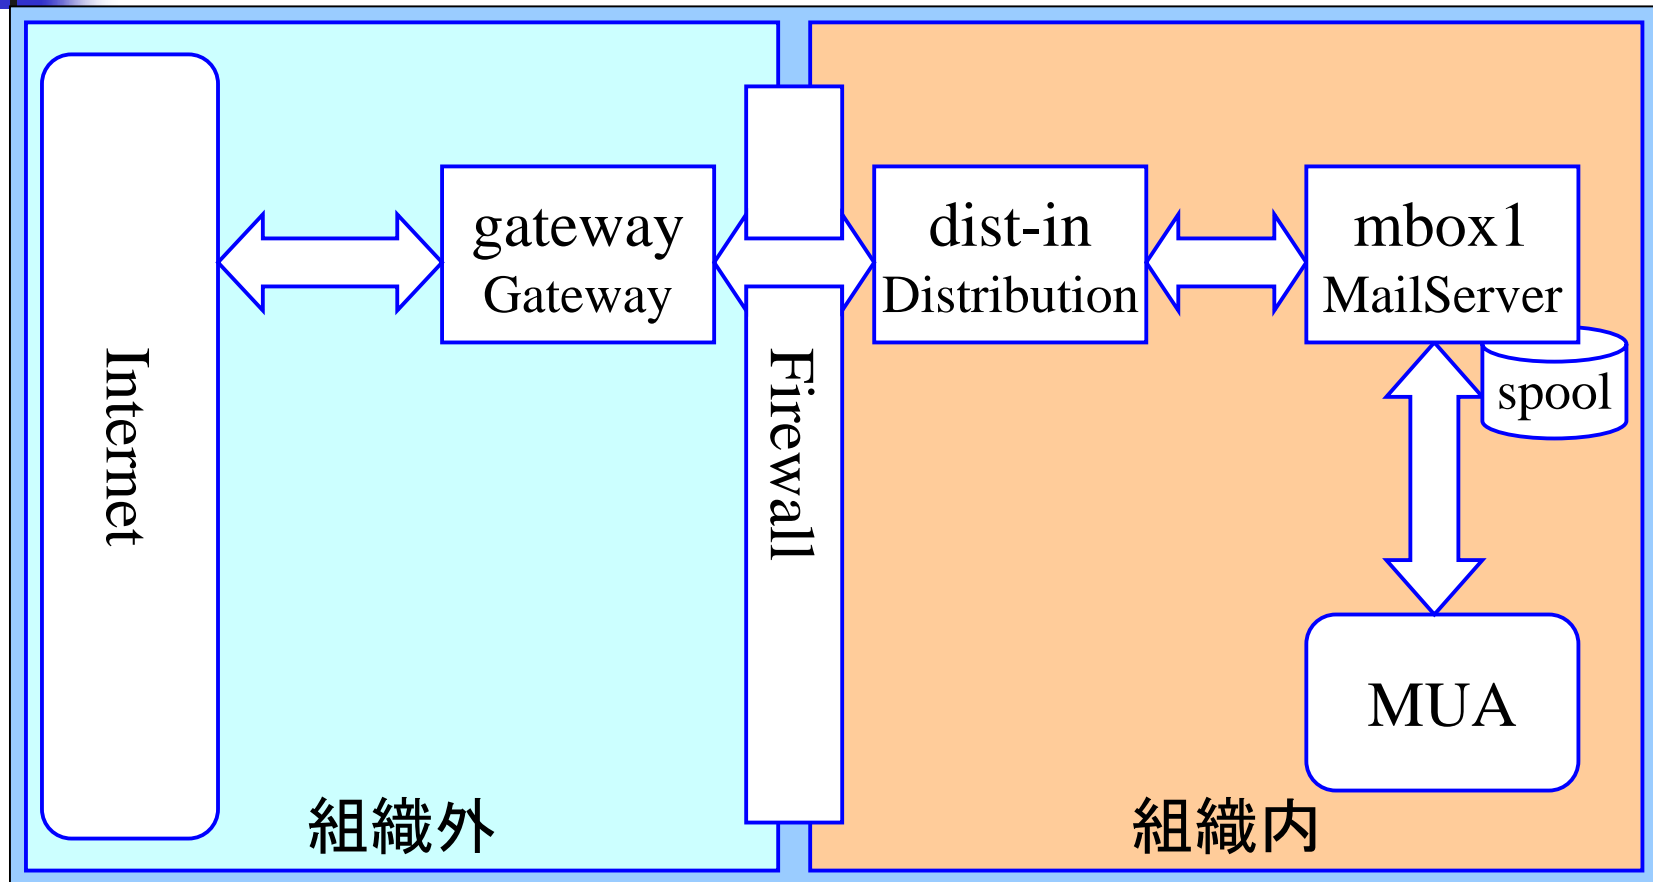 Internet
gateway
Gateway
Firewall
dist-in
Distribution
mbox1
MailServer
spool
MUA
組織外
組織内